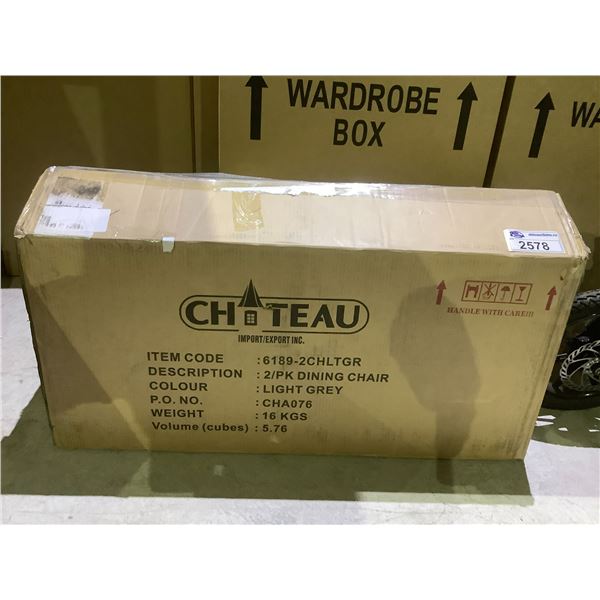 WARDROBE
BOX
WA
2578
CHATEAU
IMPORT/EXPORT INC.
HANDLE WITH CARE!!!
ITEM CODE : 6189-2CHLTGR
DESCRIPTION : 2/PK DINING CHAIR
COLOUR : LIGHT GREY
P.O. NO. : CHA076
WEIGHT : 16 KGS
Volume (cubes) : 5.76